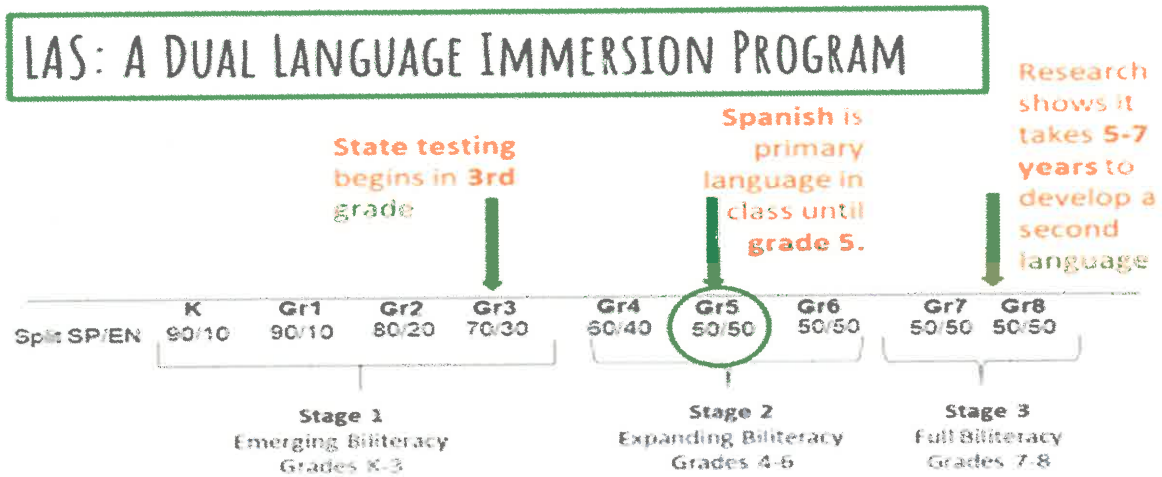 LAS: A DUAL LANGUAGE IMMERSION PROGRAM
State testing
begins in 3rd
grade
Spanish is
primary
language in
class until
grade 5.
Research
shows it
takes 5-7
years to
develop a
second
language
K Gr1 Gr2 Gr3 Gr4 Gr5 Gr6 Gr7 Gr8
Split SP/EN 90/10 90/10 80/20 70/30 60/40 50/50 50/50 50/50 50/50
Stage 1
Emerging Biliteracy
Grades K-3
Stage 2
Expanding Biliteracy
Grades 4-6
Stage 3
Full Biliteracy
Grades 7-8